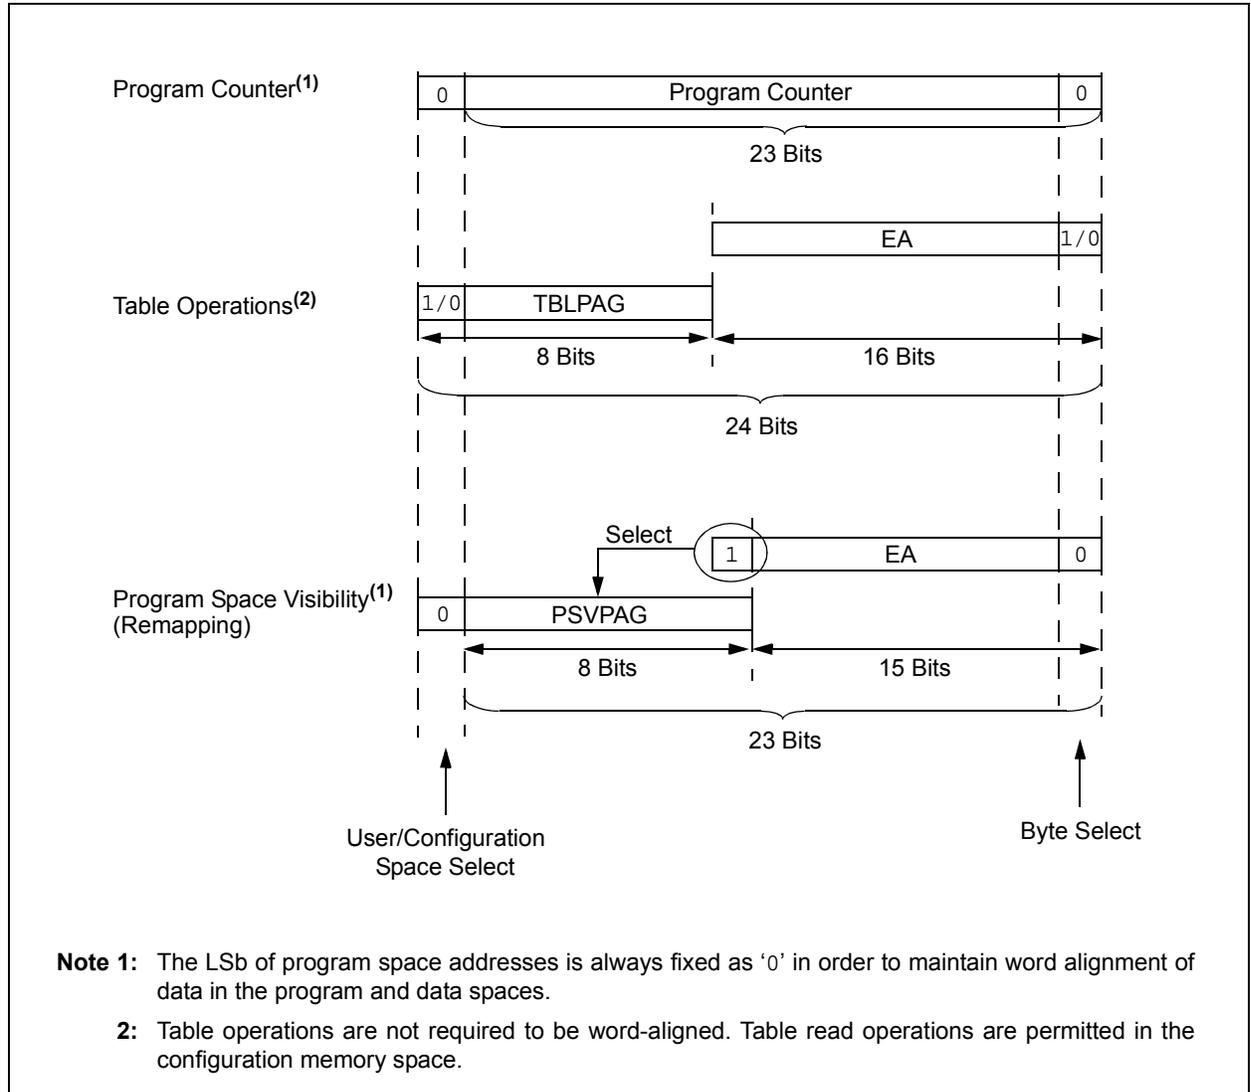 Program Counter(1)
0
Program Counter
0
23 Bits
EA
1/0
Table Operations(2)
1/0
TBLPAG
8 Bits
16 Bits
24 Bits
Select
1
EA
0
Program Space Visibility(1)
(Remapping)
0
PSVPAG
8 Bits
15 Bits
23 Bits
User/Configuration
Space Select
Byte Select
Note 1: The LSb of program space addresses is always fixed as ‘0’ in order to maintain word alignment of
data in the program and data spaces.
2: Table operations are not required to be word-aligned. Table read operations are permitted in the
configuration memory space.